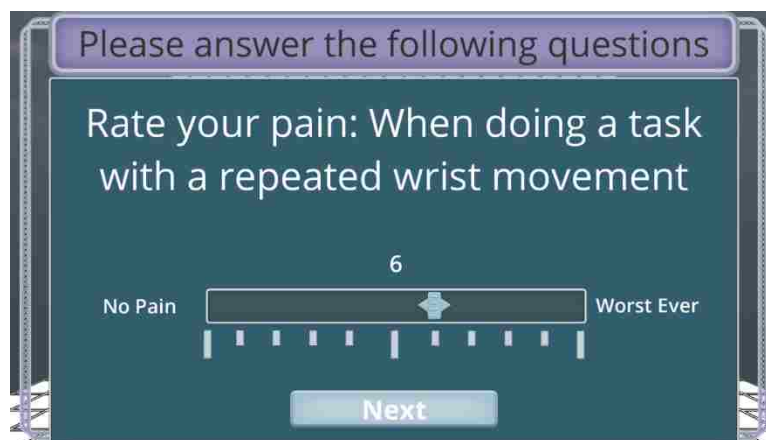 Please answer the following questions
Rate your pain: When doing a task
with a repeated wrist movement
6
No Pain
Worst Ever
Next